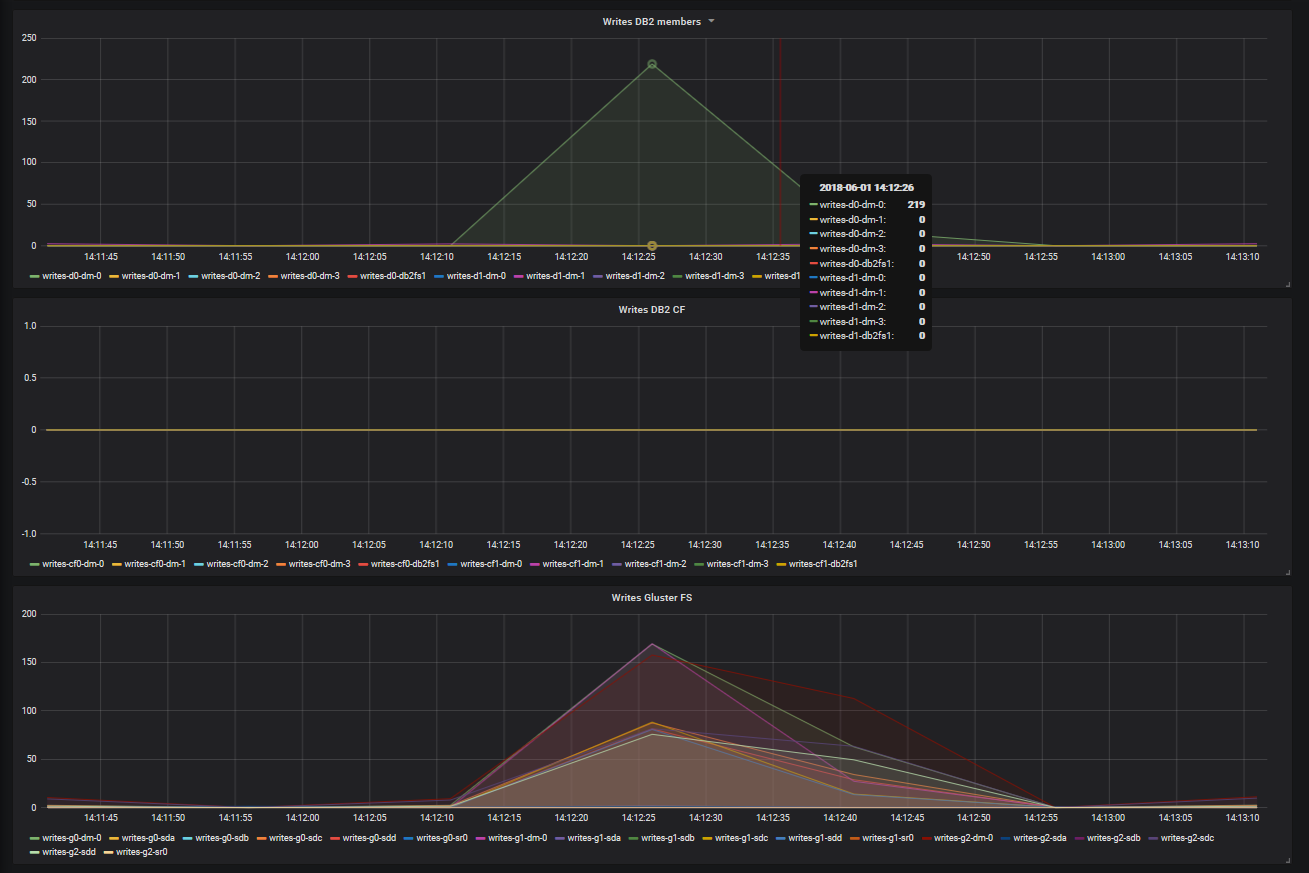 Writes DB2 members
250
200
150
100
50
0
14:11:45 14:11:50 14:11:55 14:12:00 14:12:05 14:12:10 14:12:15 14:12:20 14:12:25 14:12:30 14:12:35 14:12:50 14:12:55 14:13:00 14:13:05 14:13:10
writes-d0-dm-0 writes-d0-dm-1 writes-d0-dm-2 writes-d0-dm-3 writes-d0-db2fs1 writes-d1-dm-0 writes-d1-dm-1 writes-d1-dm-2 writes-d1-dm-3 writes-d1
2018-06-01 14:12:26
writes-d0-dm-0: 219
writes-d0-dm-1: 0
writes-d0-dm-2: 0
writes-d0-dm-3: 0
writes-d0-db2fs1: 0
writes-d1-dm-0: 0
writes-d1-dm-1: 0
writes-d1-dm-2: 0
writes-d1-dm-3: 0
writes-d1-db2fs1: 0
Writes DB2 CF
1.0
0.5
0
-0.5
-1.0
14:11:45 14:11:50 14:11:55 14:12:00 14:12:05 14:12:10 14:12:15 14:12:20 14:12:25 14:12:30 14:12:35 14:12:40 14:12:45 14:12:50 14:12:55 14:13:00 14:13:05 14:13:10
writes-cf0-dm-0 writes-cf0-dm-1 writes-cf0-dm-2 writes-cf0-dm-3 writes-cf0-db2fs1 writes-cf1-dm-0 writes-cf1-dm-1 writes-cf1-dm-2 writes-cf1-dm-3 writes-cf1-db2fs1
Writes Gluster FS
200
150
100
50
0
14:11:45 14:11:50 14:11:55 14:12:00 14:12:05 14:12:10 14:12:15 14:12:20 14:12:25 14:12:30 14:12:35 14:12:40 14:12:45 14:12:50 14:12:55 14:13:00 14:13:05 14:13:10
writes-g0-dm-0 writes-g0-sda writes-g0-sdb writes-g0-sdc writes-g0-sdd writes-g0-sr0 writes-g1-dm-0 writes-g1-sda writes-g1-sdb writes-g1-sdc writes-g1-sdd writes-g1-sr0 writes-g2-dm-0 writes-g2-sda writes-g2-sdb writes-g2-sdc
writes-g2-sdd writes-g2-sr0